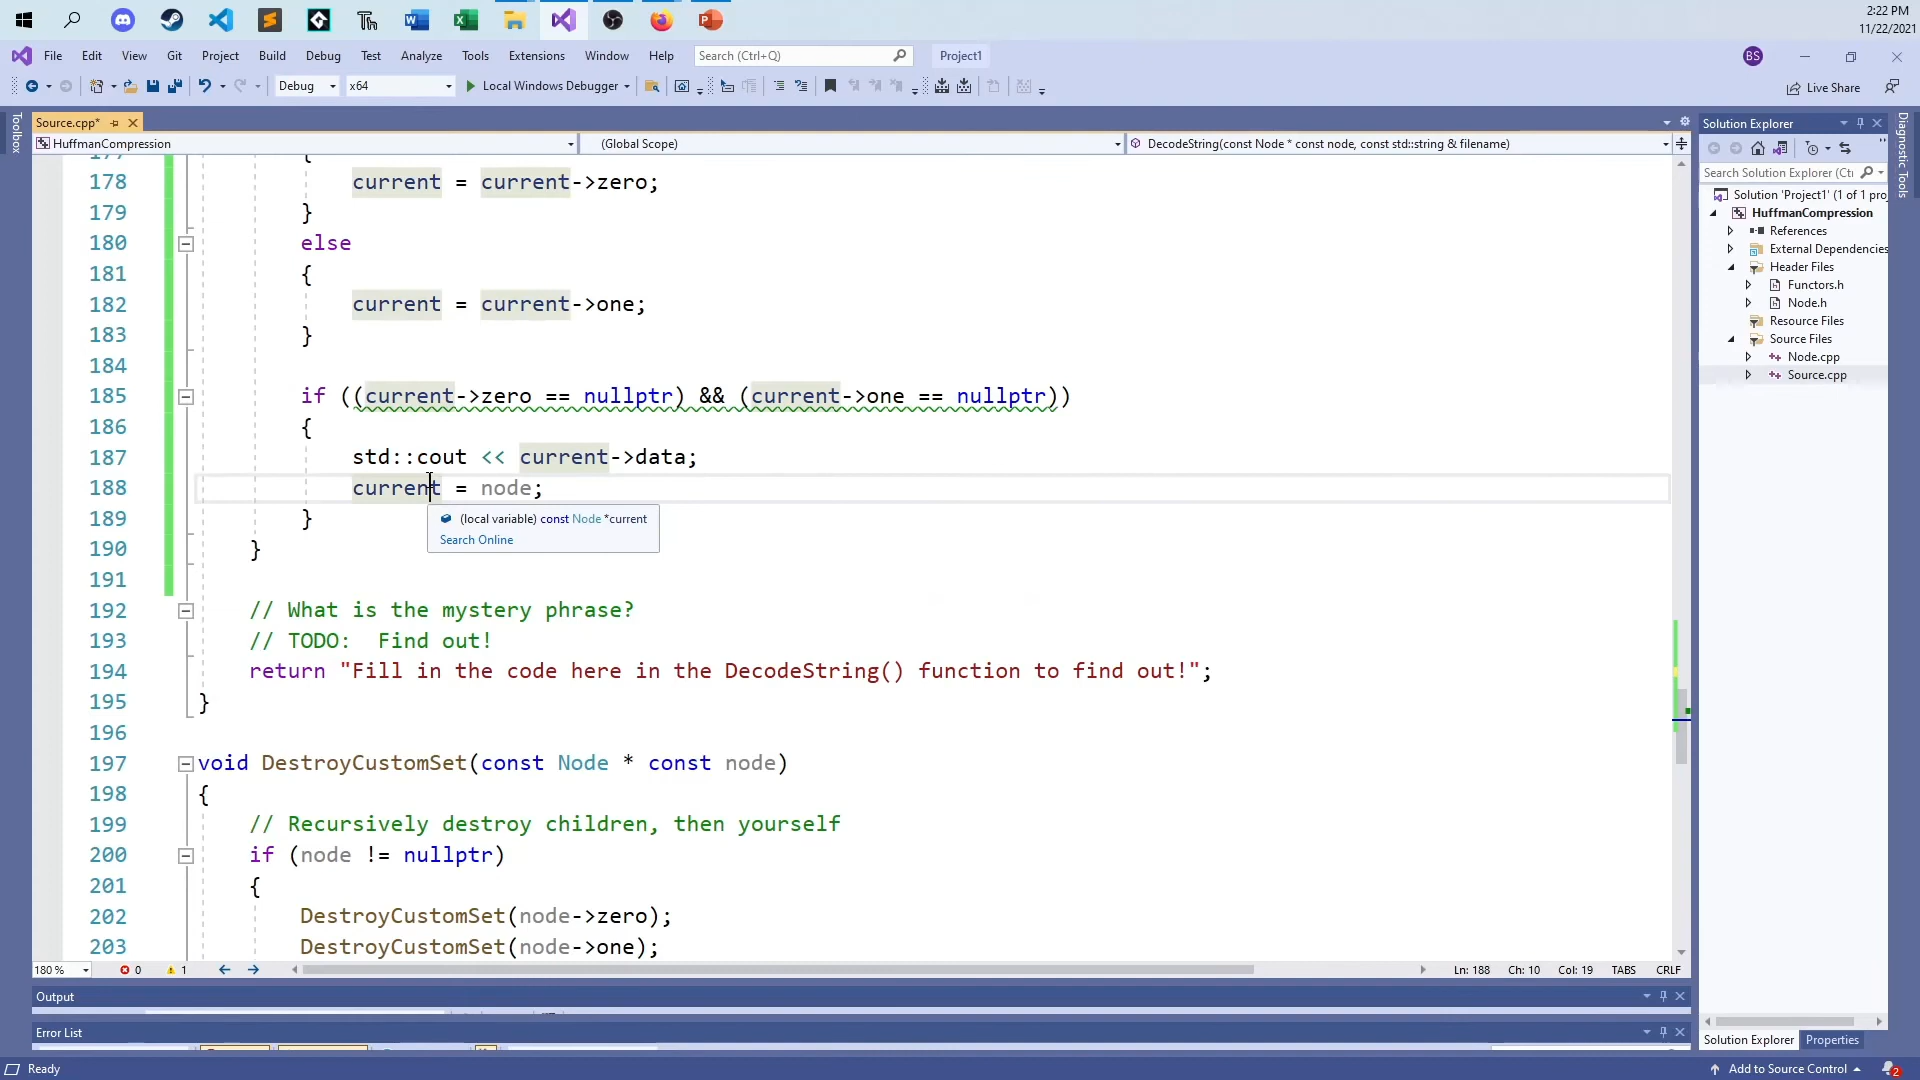 2:22 PM
11/22/2021
File Edit View Git Project Build Debug Test Analyze Tools Extensions Window Help Search (Ctrl+Q) Project1 BS
Debug x64 Local Windows Debugger Live Share
Toolbox
Source.cpp*
HuffmanCompression (Global Scope) DecodeString(const Node * const node, const std::string & filename)
177 {
178 current = current->zero;
179 }
180 else
181 {
182 current = current->one;
183 }
184
185 if ((current->zero == nullptr) && (current->one == nullptr))
186 {
187 std::cout << current->data;
188 current = node;
(local variable) const Node *current
Search Online
189 }
190 }
191
192 // What is the mystery phrase?
193 // TODO:  Find out!
194 return "Fill in the code here in the DecodeString() function to find out!";
195 }
196
197 void DestroyCustomSet(const Node * const node)
198 {
199 // Recursively destroy children, then yourself
200 if (node != nullptr)
201 {
202 DestroyCustomSet(node->zero);
203 DestroyCustomSet(node->one);
180 % 0 1 Ln: 188 Ch: 10 Col: 19 TABS CRLF
Output
Error List
Solution Explorer
Search Solution Explorer (Ctr
Solution 'Project1' (1 of 1 proj
HuffmanCompression
References
External Dependencies
Header Files
Functors.h
Node.h
Resource Files
Source Files
Node.cpp
Source.cpp
Solution Explorer Properties
Diagnostic Tools
Ready Add to Source Control 2